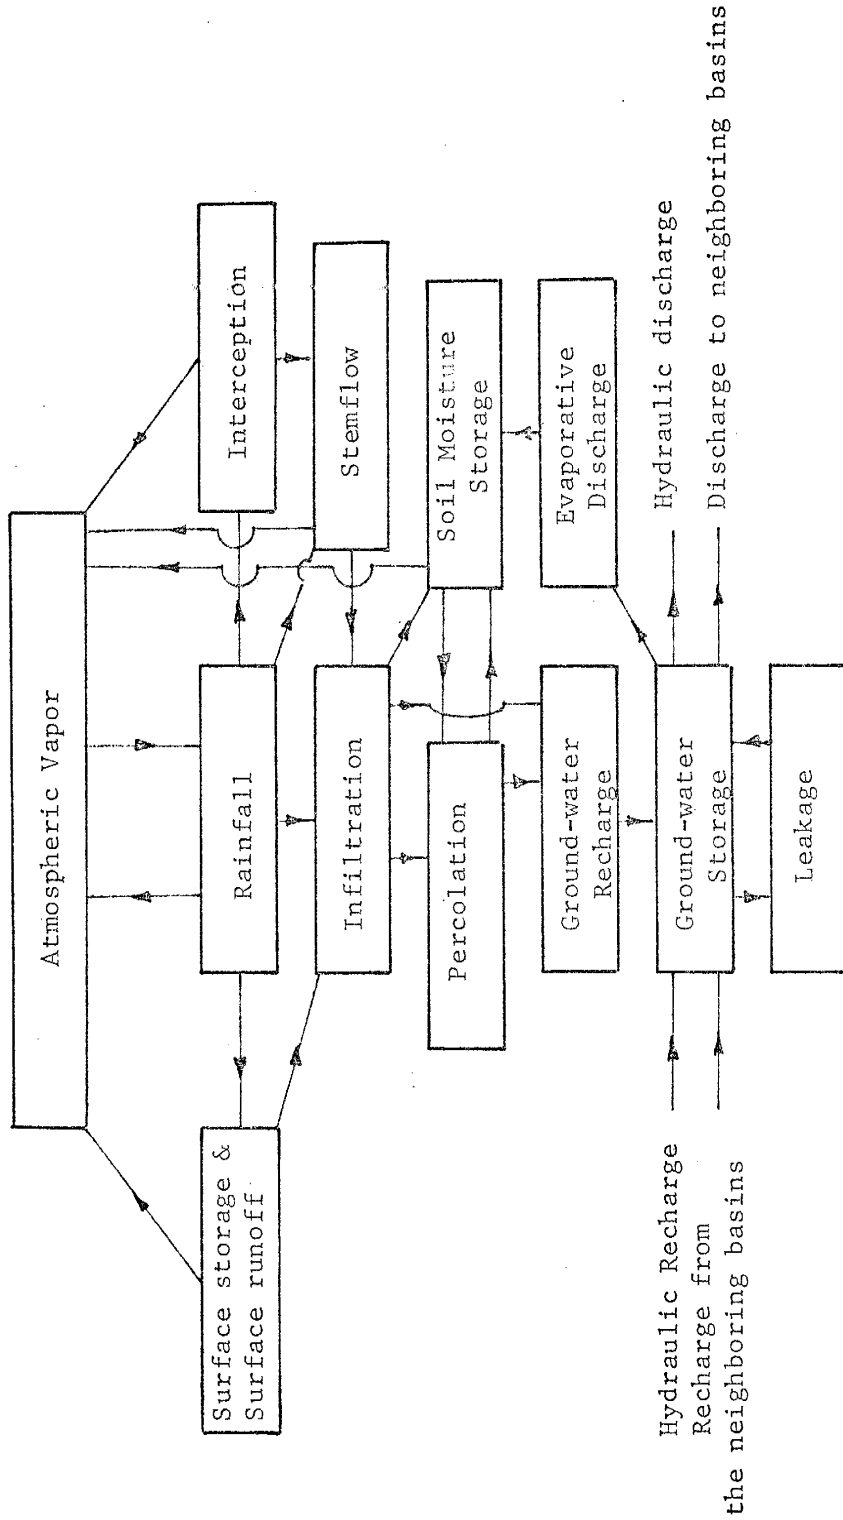 Atmospheric Vapor
Surface storage &
Surface runoff
Rainfall
Interception
Infiltration
Stemflow
Percolation
Soil Moisture
Storage
Ground-water
Recharge
Evaporative
Discharge
Hydraulic Recharge
Recharge from
the neighboring basins
Ground-water
Storage
Hydraulic discharge
Discharge to neighboring basins
Leakage